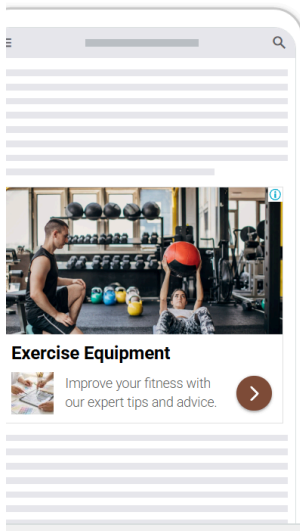 Exercise Equipment
Improve your fitness with
our expert tips and advice.